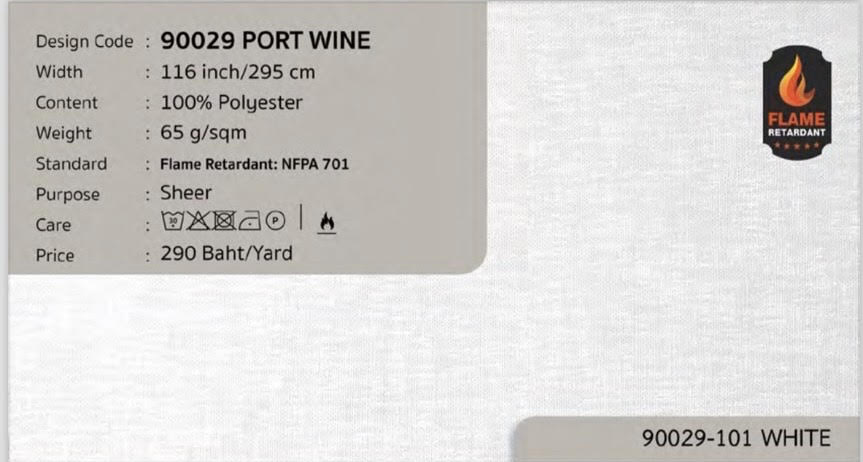 Design Code : 90029 PORT WINE
Width : 116 inch/295 cm
Content : 100% Polyester
Weight : 65 g/sqm
Standard : Flame Retardant: NFPA 701
Purpose : Sheer
Care : 30 P
Price : 290 Baht/Yard
FLAME
RETARDANT
90029-101 WHITE